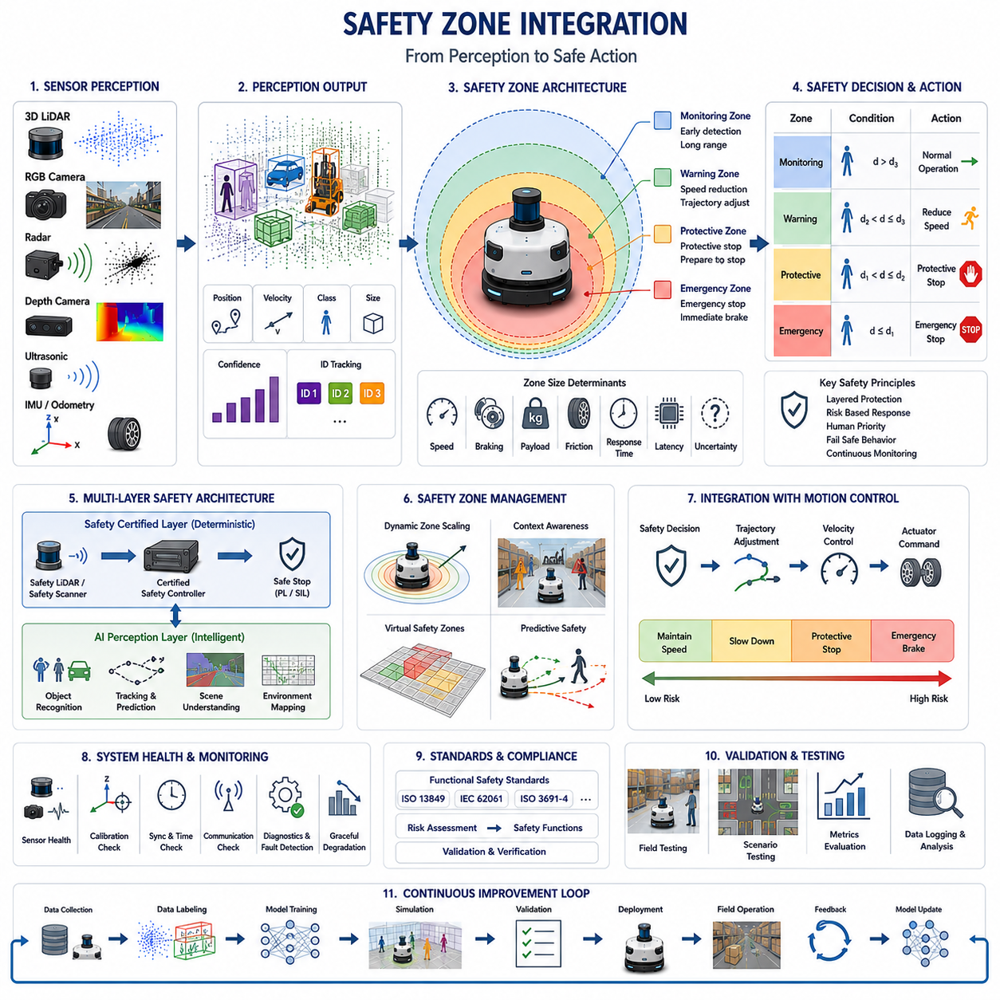 SAFETY ZONE INTEGRATION
From Perception to Safe Action
1. SENSOR PERCEPTION
3D LiDAR
RGB Camera
Radar
Depth Camera
Ultrasonic
IMU / Odometry
Z
X
X
2. PERCEPTION OUTPUT
Position
Velocity
Class
Size
V
Confidence
ID Tracking
ID 1
ID 2
ID 3
...
3. SAFETY ZONE ARCHITECTURE
Monitoring Zone
Early detection
Long range
Warning Zone
Speed reduction
Trajectory adjust
Protective Zone
Protective stop
Prepare to stop
Emergency Zone
Emergency stop
Immediate brake
Zone Size Determinants
kg
?
Speed
Braking
Payload
Friction
Response
Time
Latency
Uncertainty
4. SAFETY DECISION & ACTION
Zone
Condition
Action
Monitoring
d > d₃
Normal
Operation
Warning
d₂ < d ≤ d₃
Reduce
Speed
Protective
d₁ < d ≤ d₂
Protective
Stop
Emergency
d ≤ d₁
Emergency
Stop
STOP
Key Safety Principles
Layered Protection
Risk Based Response
Human Priority
Fail Safe Behavior
Continuous Monitoring
5. MULTI-LAYER SAFETY ARCHITECTURE
Safety Certified Layer (Deterministic)
Safety LiDAR /
Safety Scanner
Certified
Safety Controller
Safe Stop
(PL / SIL)
AI Perception Layer (Intelligent)
Object
Recognition
Tracking &
Prediction
Scene
Understanding
Environment
Mapping
6. SAFETY ZONE MANAGEMENT
Dynamic Zone Scaling
Context Awareness
Virtual Safety Zones
Predictive Safety
7. INTEGRATION WITH MOTION CONTROL
Safety Decision
Trajectory
Adjustment
Velocity
Control
Actuator
Command
Maintain
Speed
Slow Down
Protective
Stop
Emergency
Brake
Low Risk
High Risk
8. SYSTEM HEALTH & MONITORING
Z
Sensor Health
Calibration
Check
Sync & Time
Check
Communication
Check
Diagnostics &
Fault Detection
Graceful
Degradation
9. STANDARDS & COMPLIANCE
Functional Safety Standards
ISO 13849
IEC 62061
ISO 3691-4
...
Risk Assessment
Safety Functions
Validation & Verification
10. VALIDATION & TESTING
Field Testing
Scenario
Testing
Metrics
Evaluation
Data Logging &
Analysis
11. CONTINUOUS IMPROVEMENT LOOP
Data Collection
Data Labeling
Model Training
Simulation
Validation
Deployment
Field Operation
Feedback
Model Update